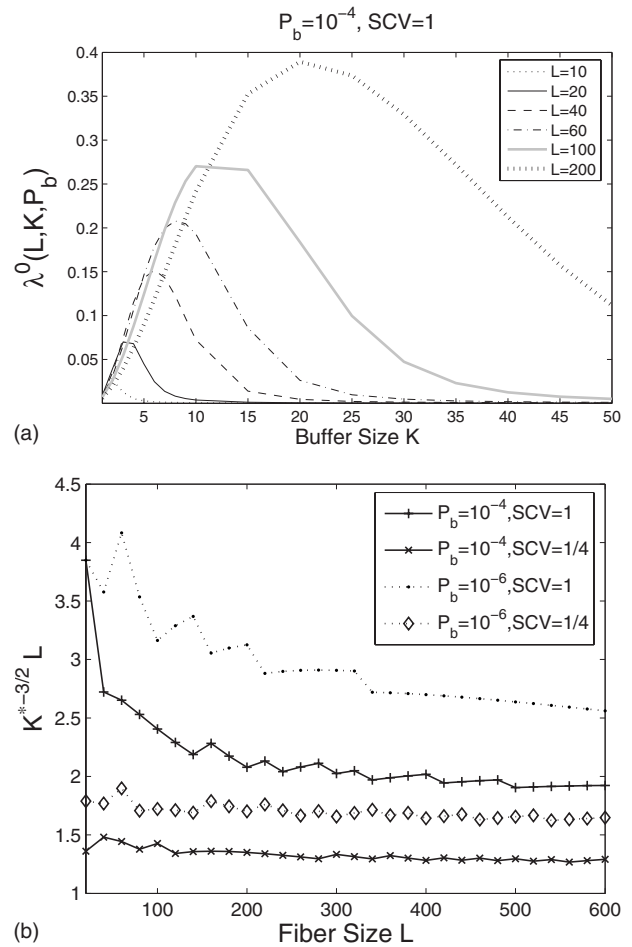 P_b=10^-4, SCV=1
0.4
0.35
0.3
0.25
0.2
0.15
0.1
0.05
λ^0(L,K,P_b)
L=10
L=20
L=40
L=60
L=100
L=200
5 10 15 20 25 30 35 40 45 50
Buffer Size K
(a)
4.5
4
3.5
3
2.5
2
1.5
1
K^*-3/2 L
P_b=10^-4,SCV=1
P_b=10^-4,SCV=1/4
P_b=10^-6,SCV=1
P_b=10^-6,SCV=1/4
100 200 300 400 500 600
Fiber Size L
(b)